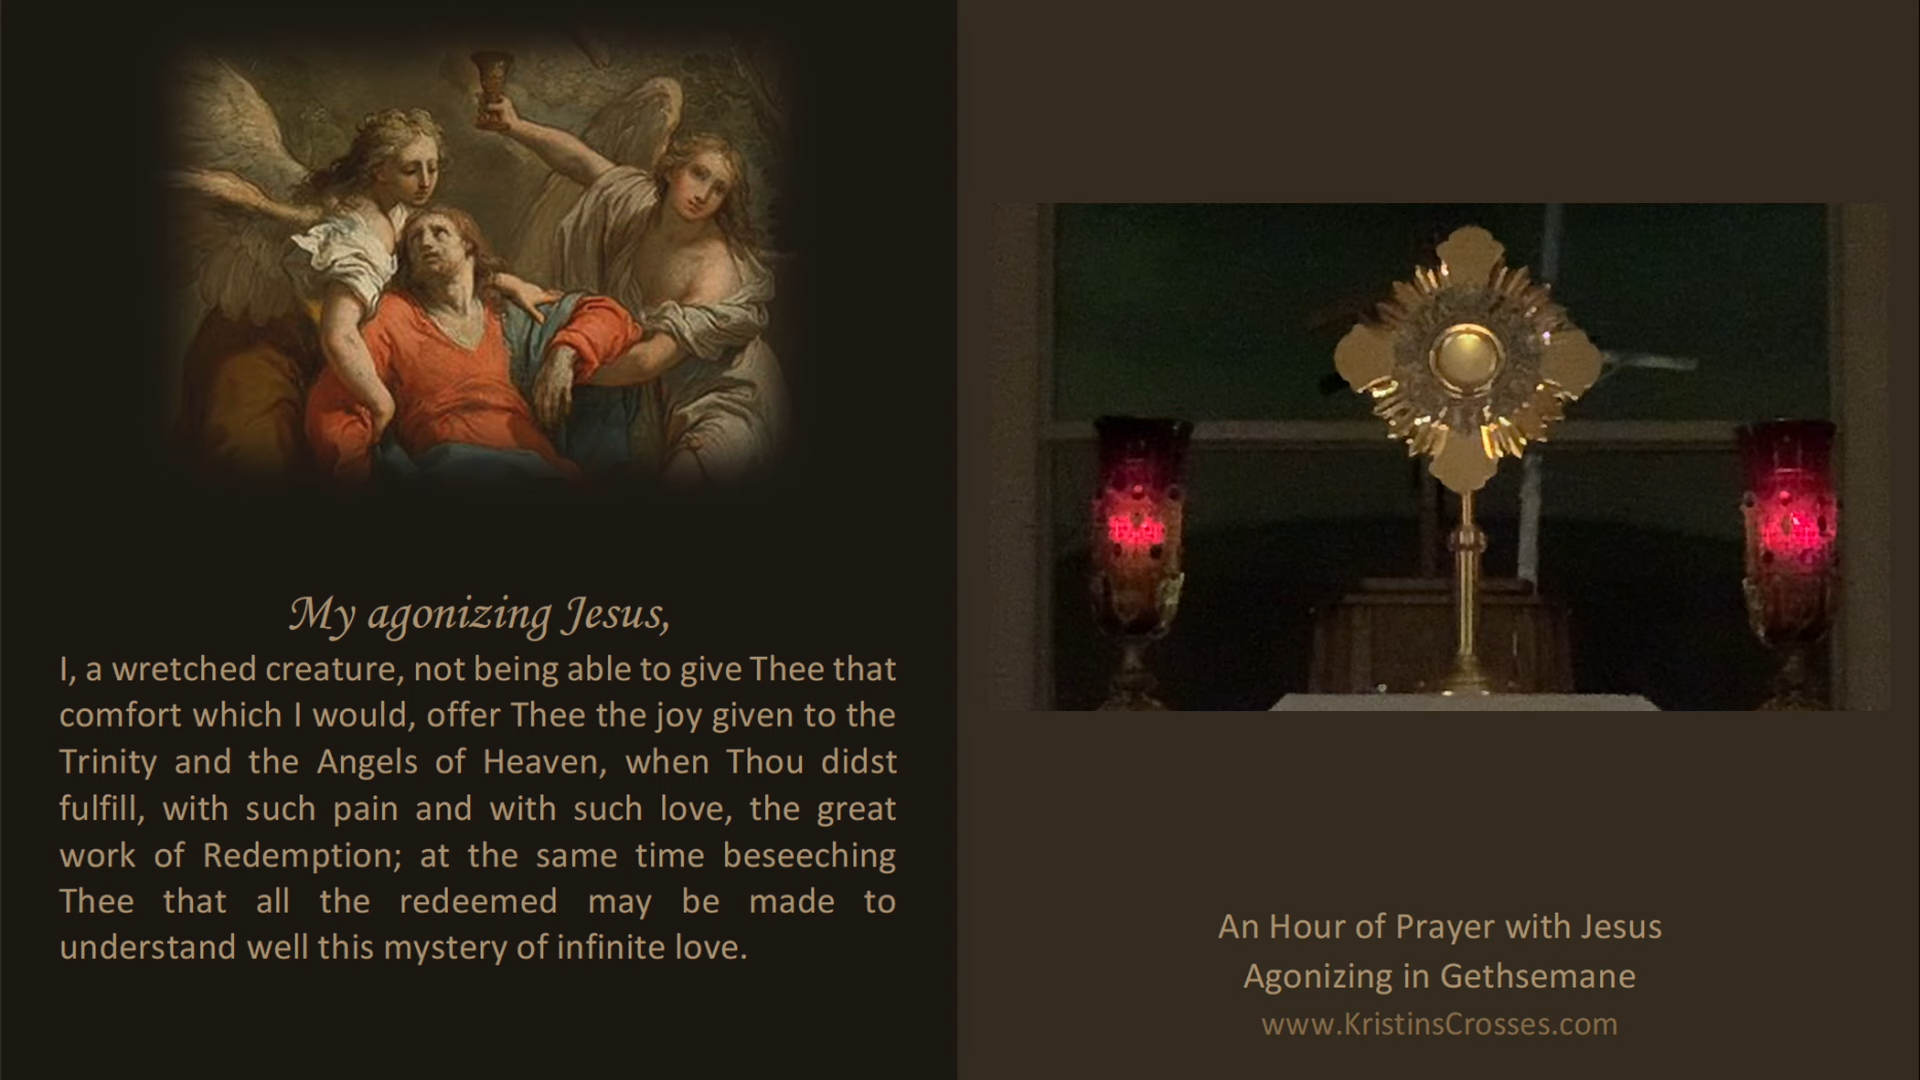 My agonizing Jesus,
I, a wretched creature, not being able to give Thee that
comfort which I would, offer Thee the joy given to the
Trinity and the Angels of Heaven, when Thou didst
fulfill, with such pain and with such love, the great
work of Redemption; at the same time beseeching
Thee that all the redeemed may be made to
understand well this mystery of infinite love.
An Hour of Prayer with Jesus
Agonizing in Gethsemane
www.KristinsCrosses.com